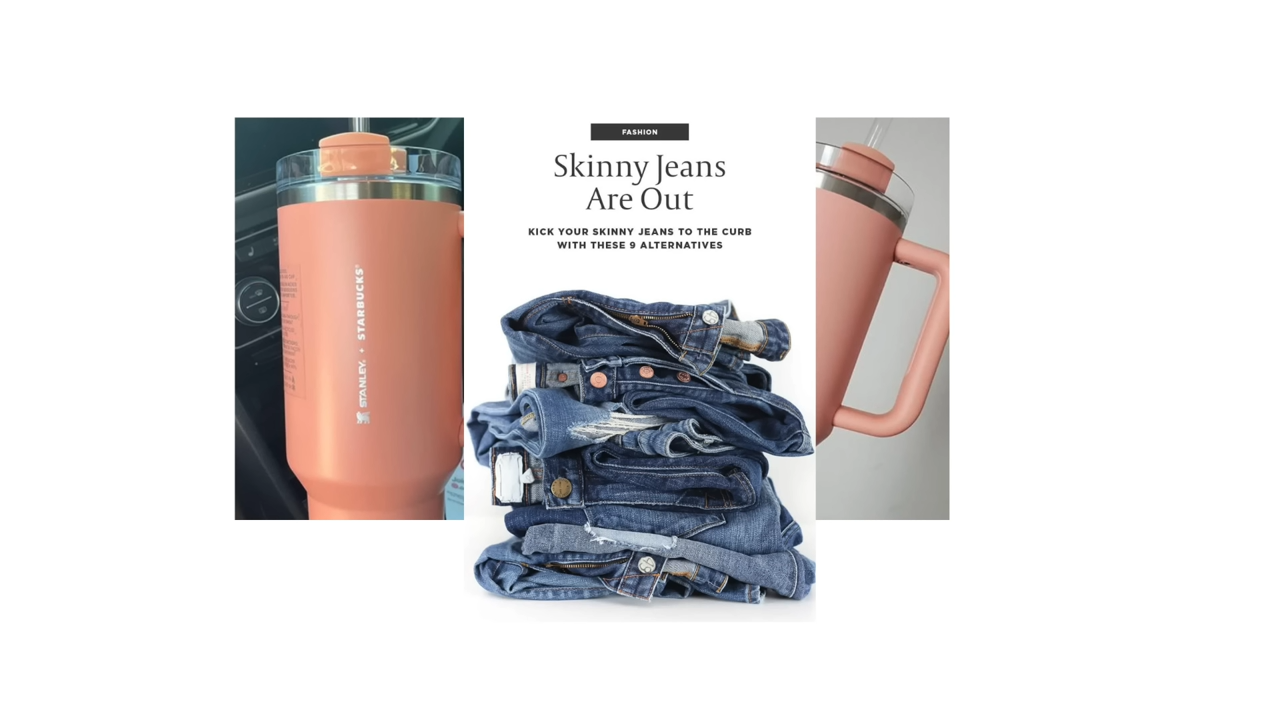 STANLEY. • STARBUCKS®
FASHION
Skinny Jeans
Are Out
KICK YOUR SKINNY JEANS TO THE CURB
WITH THESE 9 ALTERNATIVES